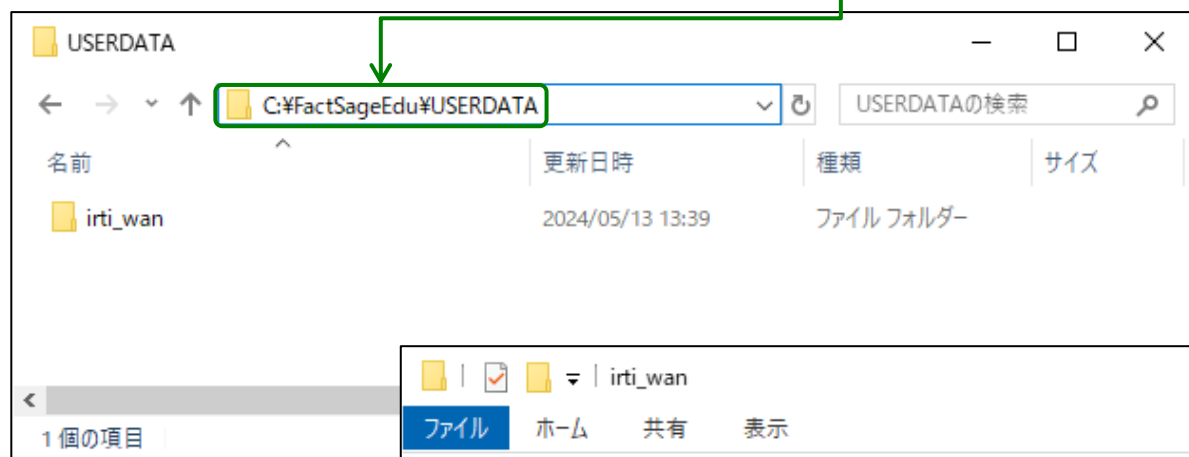 USERDATA
C:¥FactSageEdu¥USERDATA
USERDATAの検索
名前 更新日時 種類 サイズ
irti_wan 2024/05/13 13:39 ファイル フォルダー
irti_wan
1 個の項目
ファイル ホーム 共有 表示